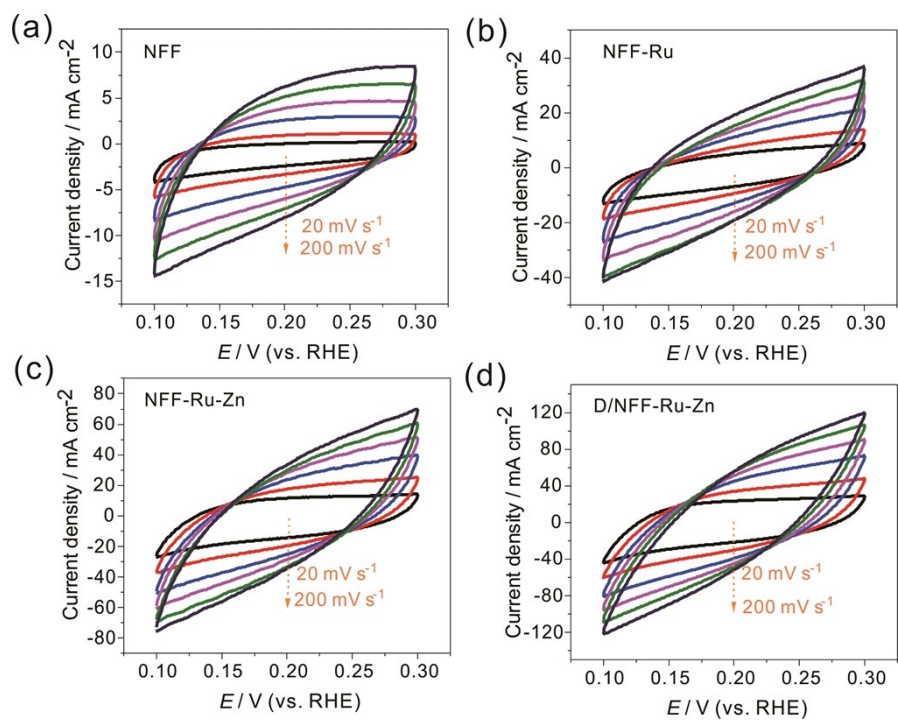 (a)
NFF
Current density / mA cm-2
10
5
0
-5
-10
-15
20 mV s-1
200 mV s-1
0.10 0.15 0.20 0.25 0.30
E / V (vs. RHE)
(b)
NFF-Ru
Current density / mA cm-2
40
20
0
-20
-40
20 mV s-1
200 mV s-1
0.10 0.15 0.20 0.25 0.30
E / V (vs. RHE)
(c)
NFF-Ru-Zn
Current density / mA cm-2
80
60
40
20
0
-20
-40
-60
-80
20 mV s-1
200 mV s-1
0.10 0.15 0.20 0.25 0.30
E / V (vs. RHE)
(d)
D/NFF-Ru-Zn
Current density / mA cm-2
120
80
40
0
-40
-80
-120
20 mV s-1
200 mV s-1
0.10 0.15 0.20 0.25 0.30
E / V (vs. RHE)